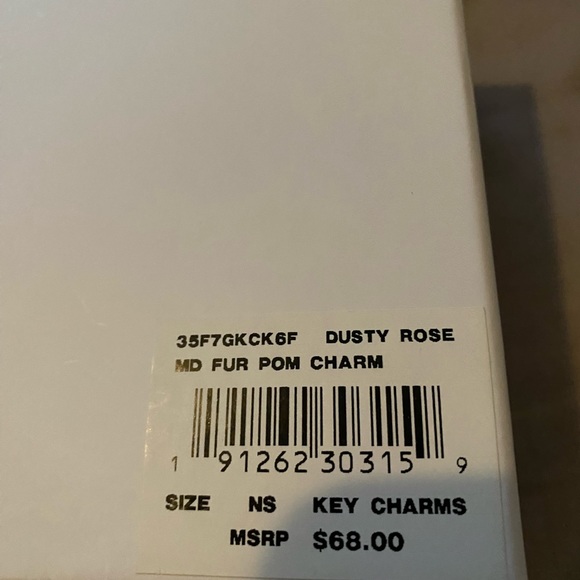 35F7GKCK6F DUSTY ROSE
MD FUR POM CHARM
1 91262 30315 9
SIZE NS KEY CHARMS
MSRP $68.00